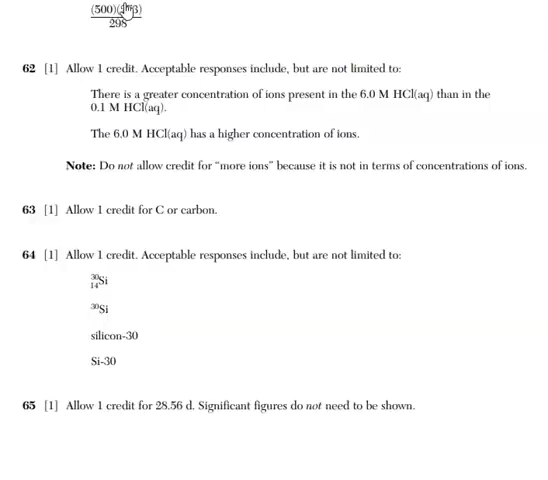 (500)
298
62 [1] Allow 1 credit. Acceptable responses include, but are not limited to:
There is a greater concentration of ions present in the 6.0 M HCl(aq) than in the
0.1 M HCl(aq).
The 6.0 M HCl(aq) has a higher concentration of ions.
Note: Do not allow credit for “more ions” because it is not in terms of concentrations of ions.
63 [1] Allow 1 credit for C or carbon.
64 [1] Allow 1 credit. Acceptable responses include, but are not limited to:
³⁰₁₄Si
³⁰Si
silicon-30
Si-30
65 [1] Allow 1 credit for 28.56 d. Significant figures do not need to be shown.